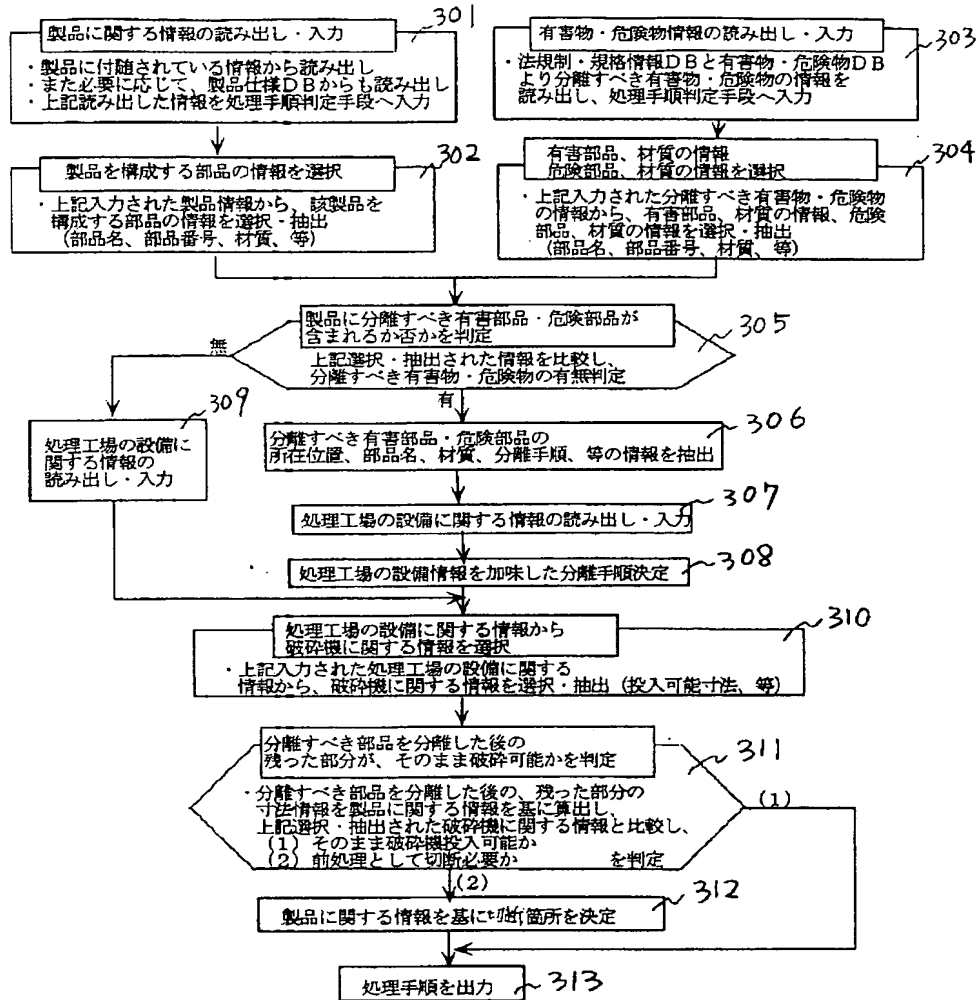 301
製品に関する情報の読み出し・入力
・製品に付随されている情報から読み出し
・また必要に応じて、製品仕様DBからも読み出し
・上記読み出した情報を処理手順判定手段へ入力
303
有害物・危険物情報の読み出し・入力
・法規制・規格情報DBと有害物・危険物DB
より分離すべき有害物・危険物の情報を
読み出し、処理手順判定手段へ入力
302
製品を構成する部品の情報を選択
・上記入力された製品情報から、該製品を
構成する部品の情報を選択・抽出
(部品名、部品番号、材質、等)
304
有害部品、材質の情報
危険部品、材質の情報を選択
・上記入力された分離すべき有害物・危険物
の情報から、有害部品、材質の情報、危険
部品、材質の情報を選択・抽出
(部品名、部品番号、材質、等)
305
製品に分離すべき有害部品・危険部品が
含まれるか否かを判定
上記選択・抽出された情報を比較し、
分離すべき有害物・危険物の有無判定
無
有
309
処理工場の設備に
関する情報の
読み出し・入力
306
分離すべき有害部品・危険部品の
所在位置、部品名、材質、分離手順、等の情報を抽出
307
処理工場の設備に関する情報の読み出し・入力
308
処理工場の設備情報を加味した分離手順決定
310
処理工場の設備に関する情報から
破砕機に関する情報を選択
・上記入力された処理工場の設備に関する
情報から、破砕機に関する情報を選択・抽出(投入可能寸法、等)
311
分離すべき部品を分離した後の
残った部分が、そのまま破砕可能かを判定
・分離すべき部品を分離した後の、残った部分の
寸法情報を製品に関する情報を基に算出し、
上記選択・抽出された破砕機に関する情報と比較し、
(1) そのまま破砕機投入可能か
(2) 前処理として切断必要か を判定
(1)
(2)
312
製品に関する情報を基に切断箇所を決定
処理手順を出力
313